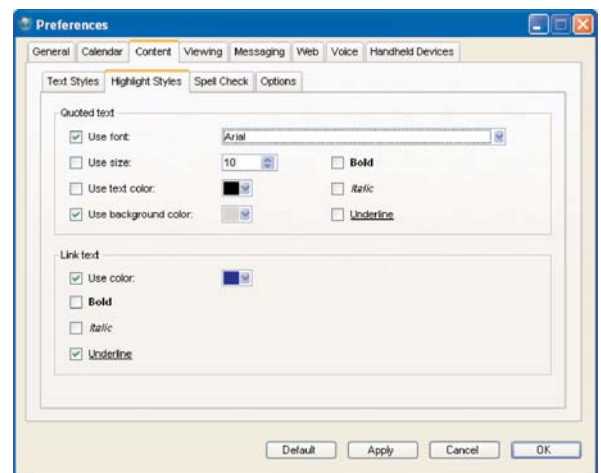 Preferences
General Calendar Content Viewing Messaging Web Voice Handheld Devices
Text Styles Highlight Styles Spell Check Options
Quoted text
Use font: Arial
Use size: 10 Bold
Use text color: Italic
Use background color: Underline
Link text
Use color:
Bold
Italic
Underline
Default Apply Cancel OK